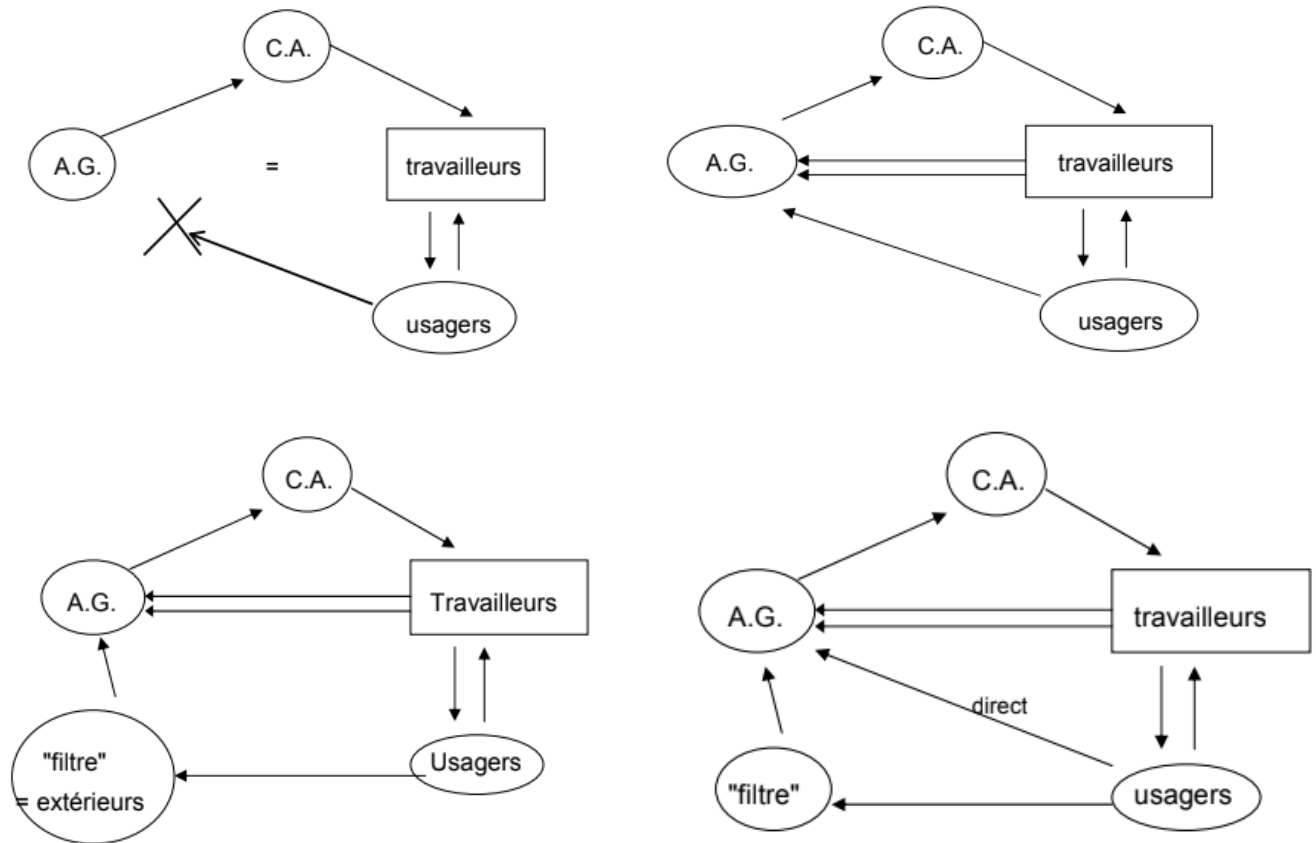 C.A.
A.G.
=
travailleurs
usagers
C.A.
A.G.
travailleurs
usagers
C.A.
A.G.
Travailleurs
"filtre"
= extérieurs
Usagers
C.A.
A.G.
travailleurs
direct
"filtre"
usagers